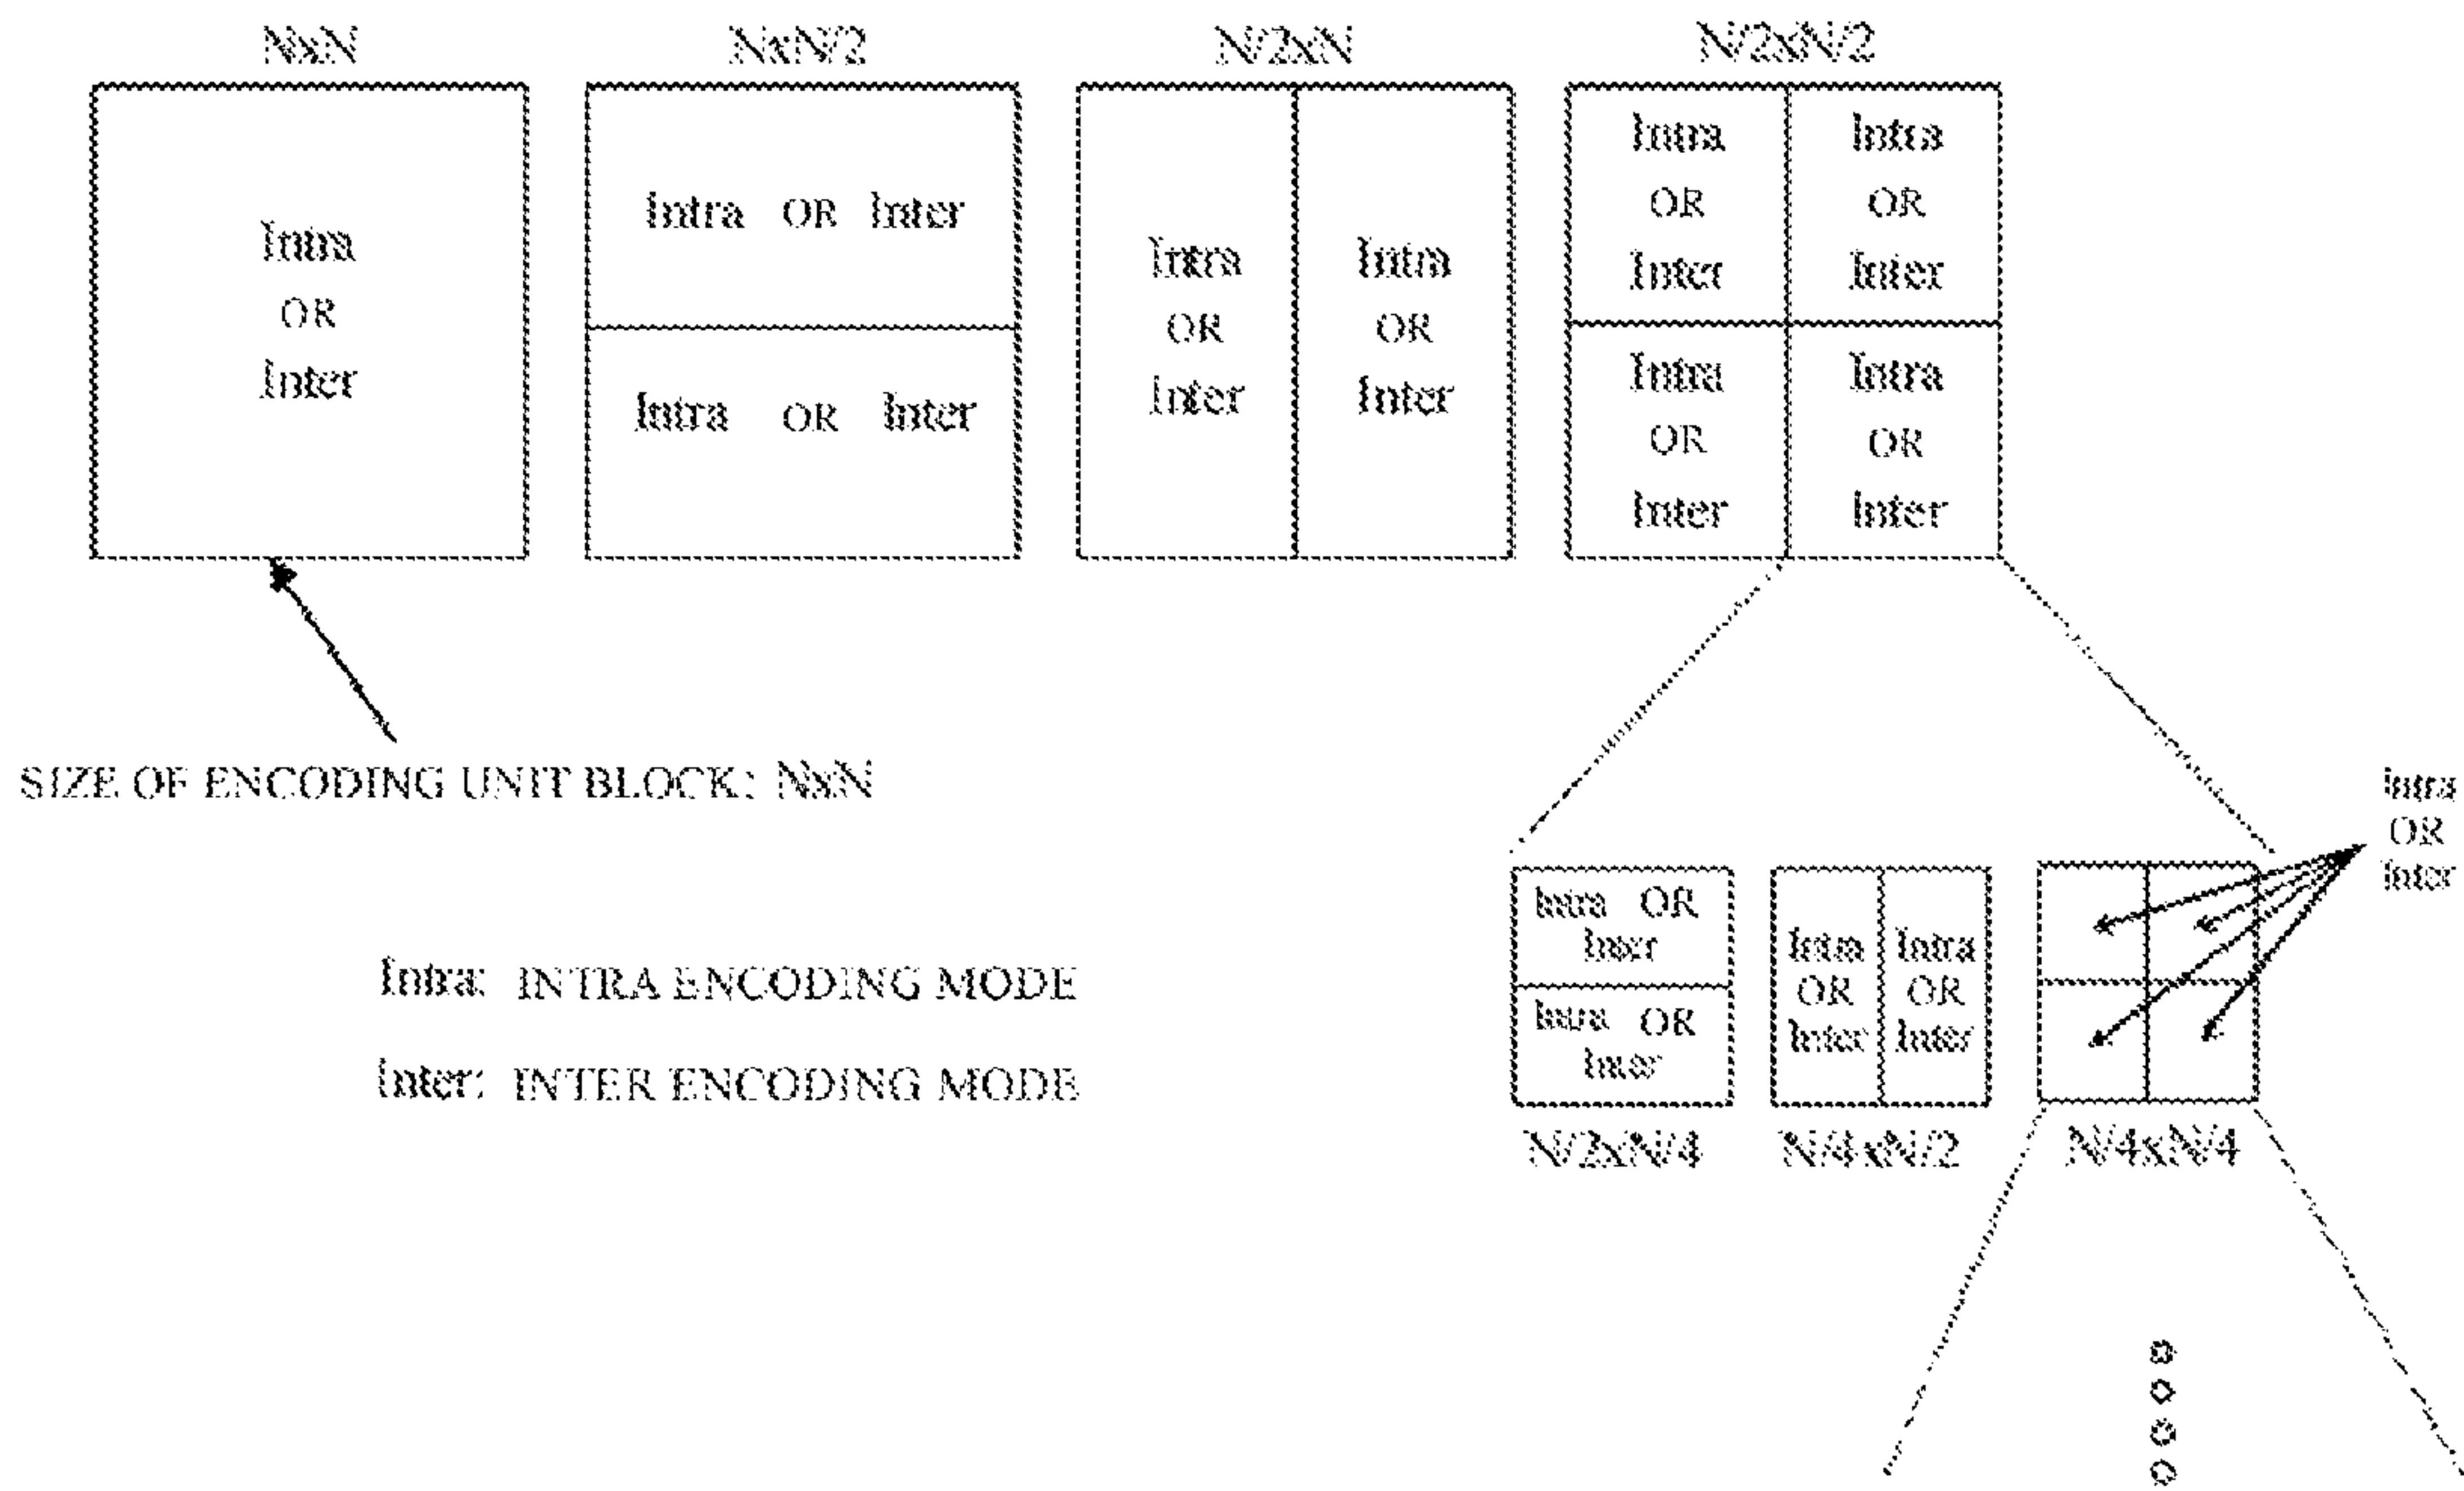 NxN
NxN/2
N/2xN
N/2xN/2
Intra
OR
Inter
Intra OR Inter
Intra OR Inter
Intra
OR
Inter
Intra
OR
Inter
Intra
OR
Inter
Intra
OR
Inter
Intra
OR
Inter
Intra
OR
Inter
SIZE OF ENCODING UNIT BLOCK: NxN
Intra
OR
Inter
Intra OR
Inter
Intra OR
Inter
Intra
OR
Inter
Intra
OR
Inter
N/2xN/4
N/4xN/2
N/4xN/4
Intra: INTRA ENCODING MODE
Inter: INTER ENCODING MODE